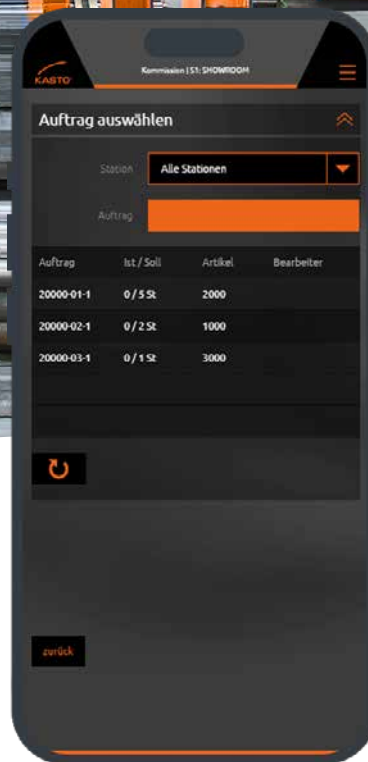 KASTO
Kommission | S1: SHOWROOM
Auftrag auswählen
Station Alle Stationen
Auftrag
Auftrag Ist / Soll Artikel Bearbeiter
20000-01-1 0 / 5 St 2000
20000-02-1 0 / 2 St 1000
20000-03-1 0 / 1 St 3000
zurück